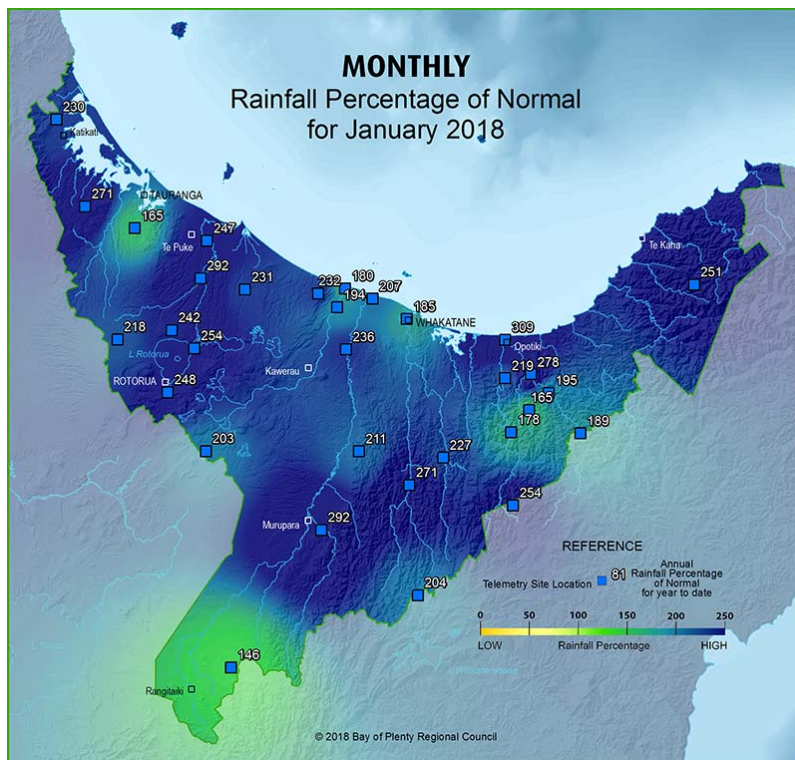 MONTHLY
Rainfall Percentage of Normal
for January 2018
230
Katikati
271
TAURANGA
165
Te Puke
247
292
231
232
180
194
207
185
WHAKATANE
Te Kaha
251
218
242
254
L Rotorua
ROTORUA
248
236
Kawerau
309
Opotiki
219
278
195
165
178
189
203
211
227
271
254
Murupara
292
204
146
Rangitaiki
REFERENCE
Telemetry Site Location
81
Annual
Rainfall Percentage
of Normal
for year to date
0 50 100 150 200 250
LOW Rainfall Percentage HIGH
© 2018 Bay of Plenty Regional Council